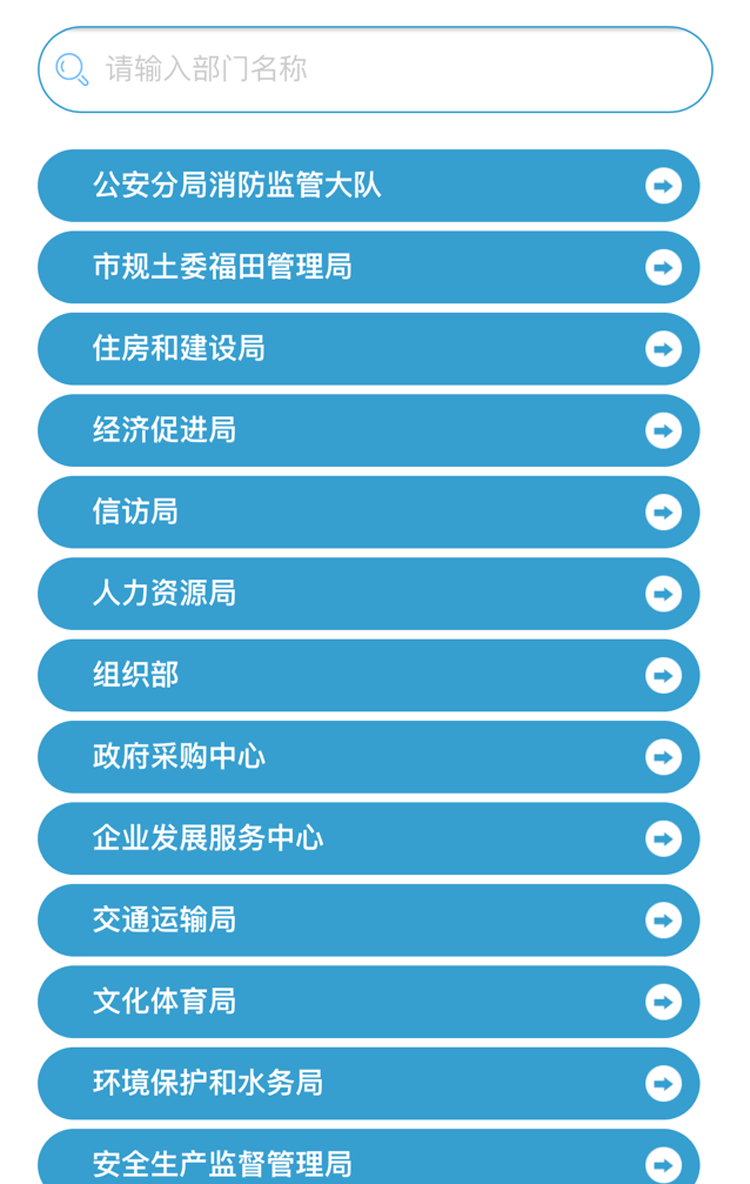 请输入部门名称
公安分局消防监管大队
市规土委福田管理局
住房和建设局
经济促进局
信访局
人力资源局
组织部
政府采购中心
企业发展服务中心
交通运输局
文化体育局
环境保护和水务局
安全生产监督管理局